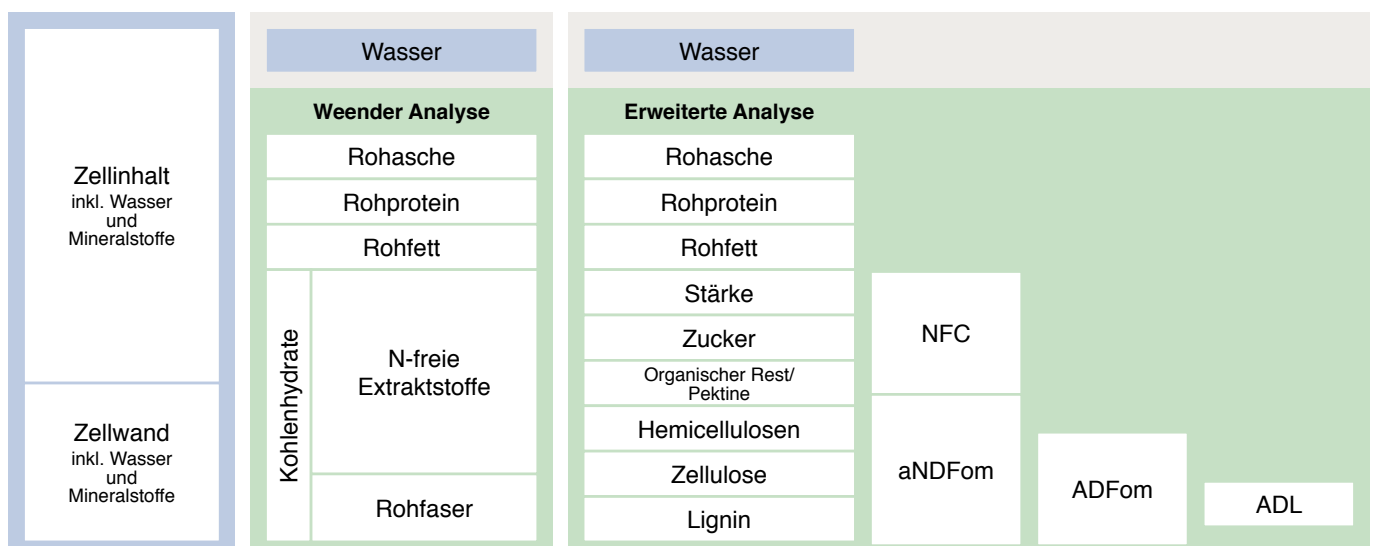 Zellinhalt
inkl. Wasser
und
Mineralstoffe
Zellwand
inkl. Wasser
und
Mineralstoffe
Wasser
Weender Analyse
Rohasche
Rohprotein
Rohfett
Kohlenhydrate
N-freie
Extraktstoffe
Rohfaser
Wasser
Erweiterte Analyse
Rohasche
Rohprotein
Rohfett
Stärke
Zucker
Organischer Rest/
Pektine
Hemicellulosen
Zellulose
Lignin
NFC
aNDFom
ADFom
ADL